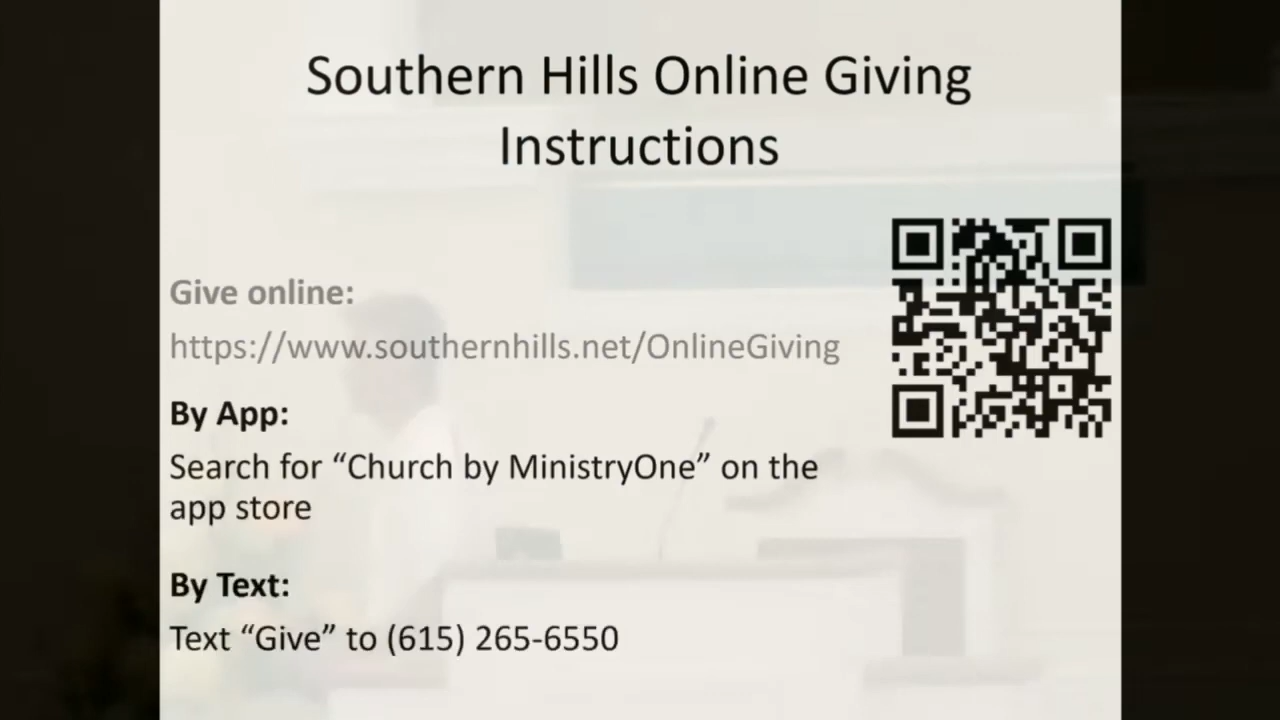 Southern Hills Online Giving
Instructions
Give online:
https://www.southernhills.net/OnlineGiving
By App:
Search for “Church by MinistryOne” on the
app store
By Text:
Text “Give” to (615) 265-6550